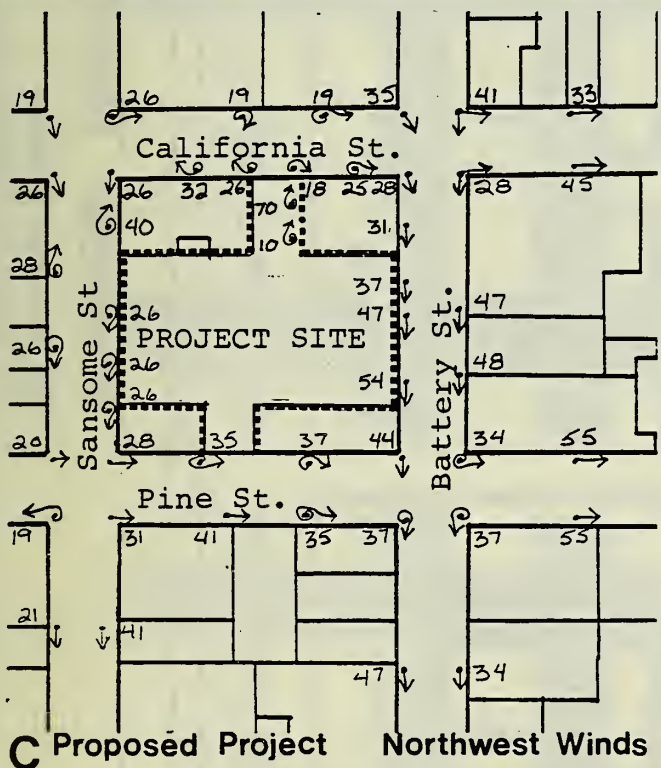 19 26 19 19 35 41 33
California St.
26 26 32 26 18 25 28 28 45
40 70 31
28 10
37
26 47 47
PROJECT SITE
26 26 48
26 54
20 28 35 37 44 34 55
Sansome St
Battery St.
Pine St.
19 31 41 35 37 37 55
21 41
47 34
C Proposed Project Northwest Winds